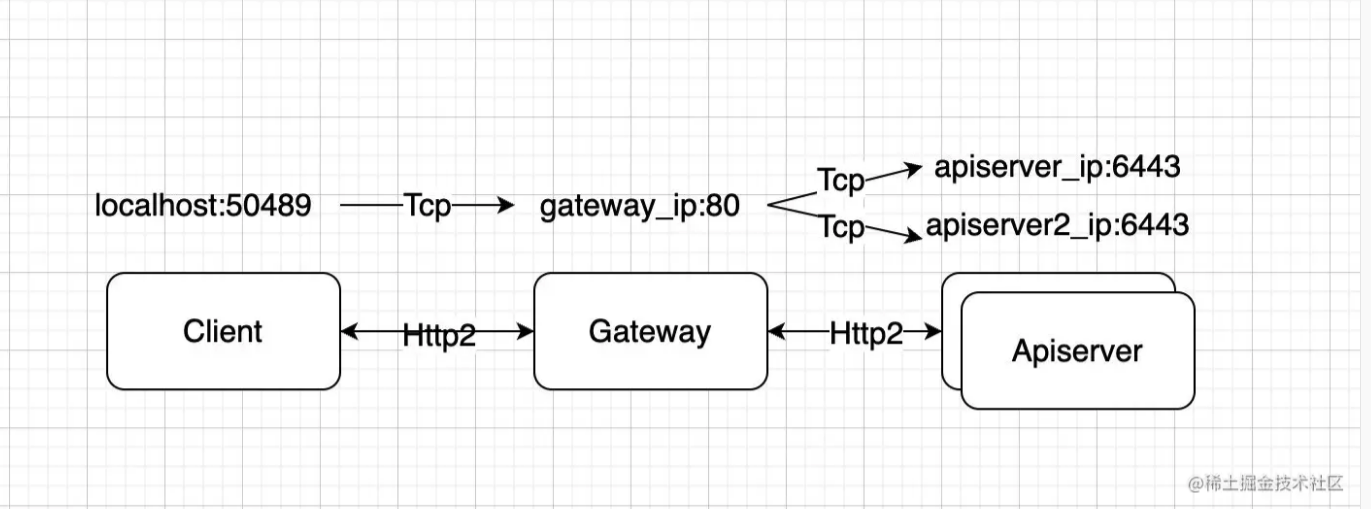 apiserver_ip:6443
Tcp
localhost:50489 Tcp gateway_ip:80
Tcp apiserver2_ip:6443
Client Http2 Gateway Http2
Apiserver
@稀土掘金技术社区